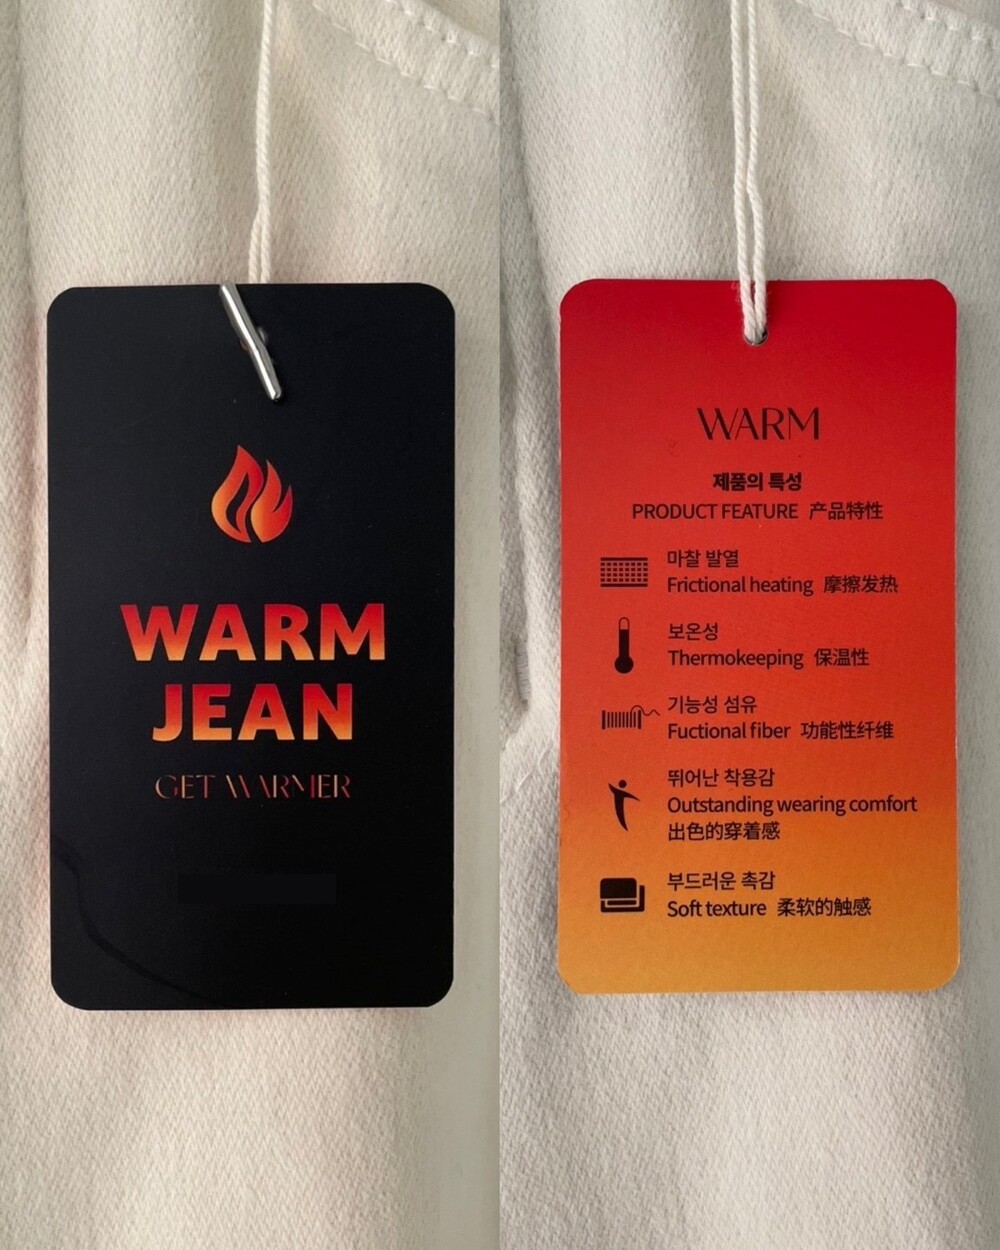 WARM
JEAN
GET WARMER
WARM
제품의 특성
PRODUCT FEATURE 产品特性
마찰 발열
Frictional heating 摩擦发热
보온성
Thermokeeping 保温性
기능성 섬유
Fuctional fiber 功能性纤维
뛰어난 착용감
Outstanding wearing comfort
出色的穿着感
부드러운 촉감
Soft texture 柔软的触感